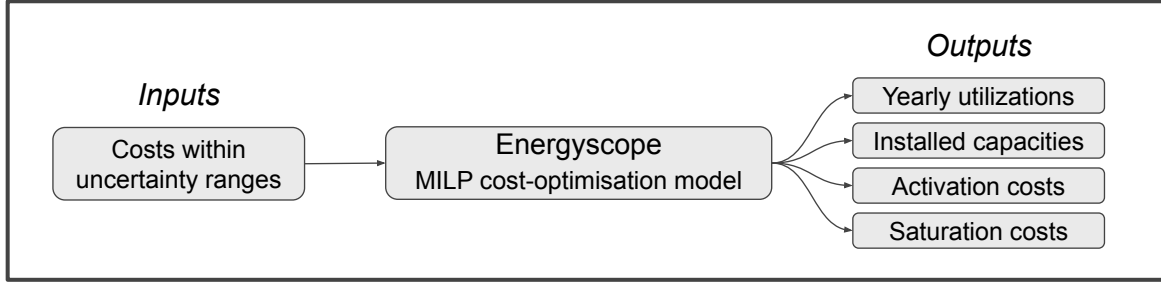 Inputs
Costs within
uncertainty ranges
Energyscope
MILP cost-optimisation model
Outputs
Yearly utilizations
Installed capacities
Activation costs
Saturation costs